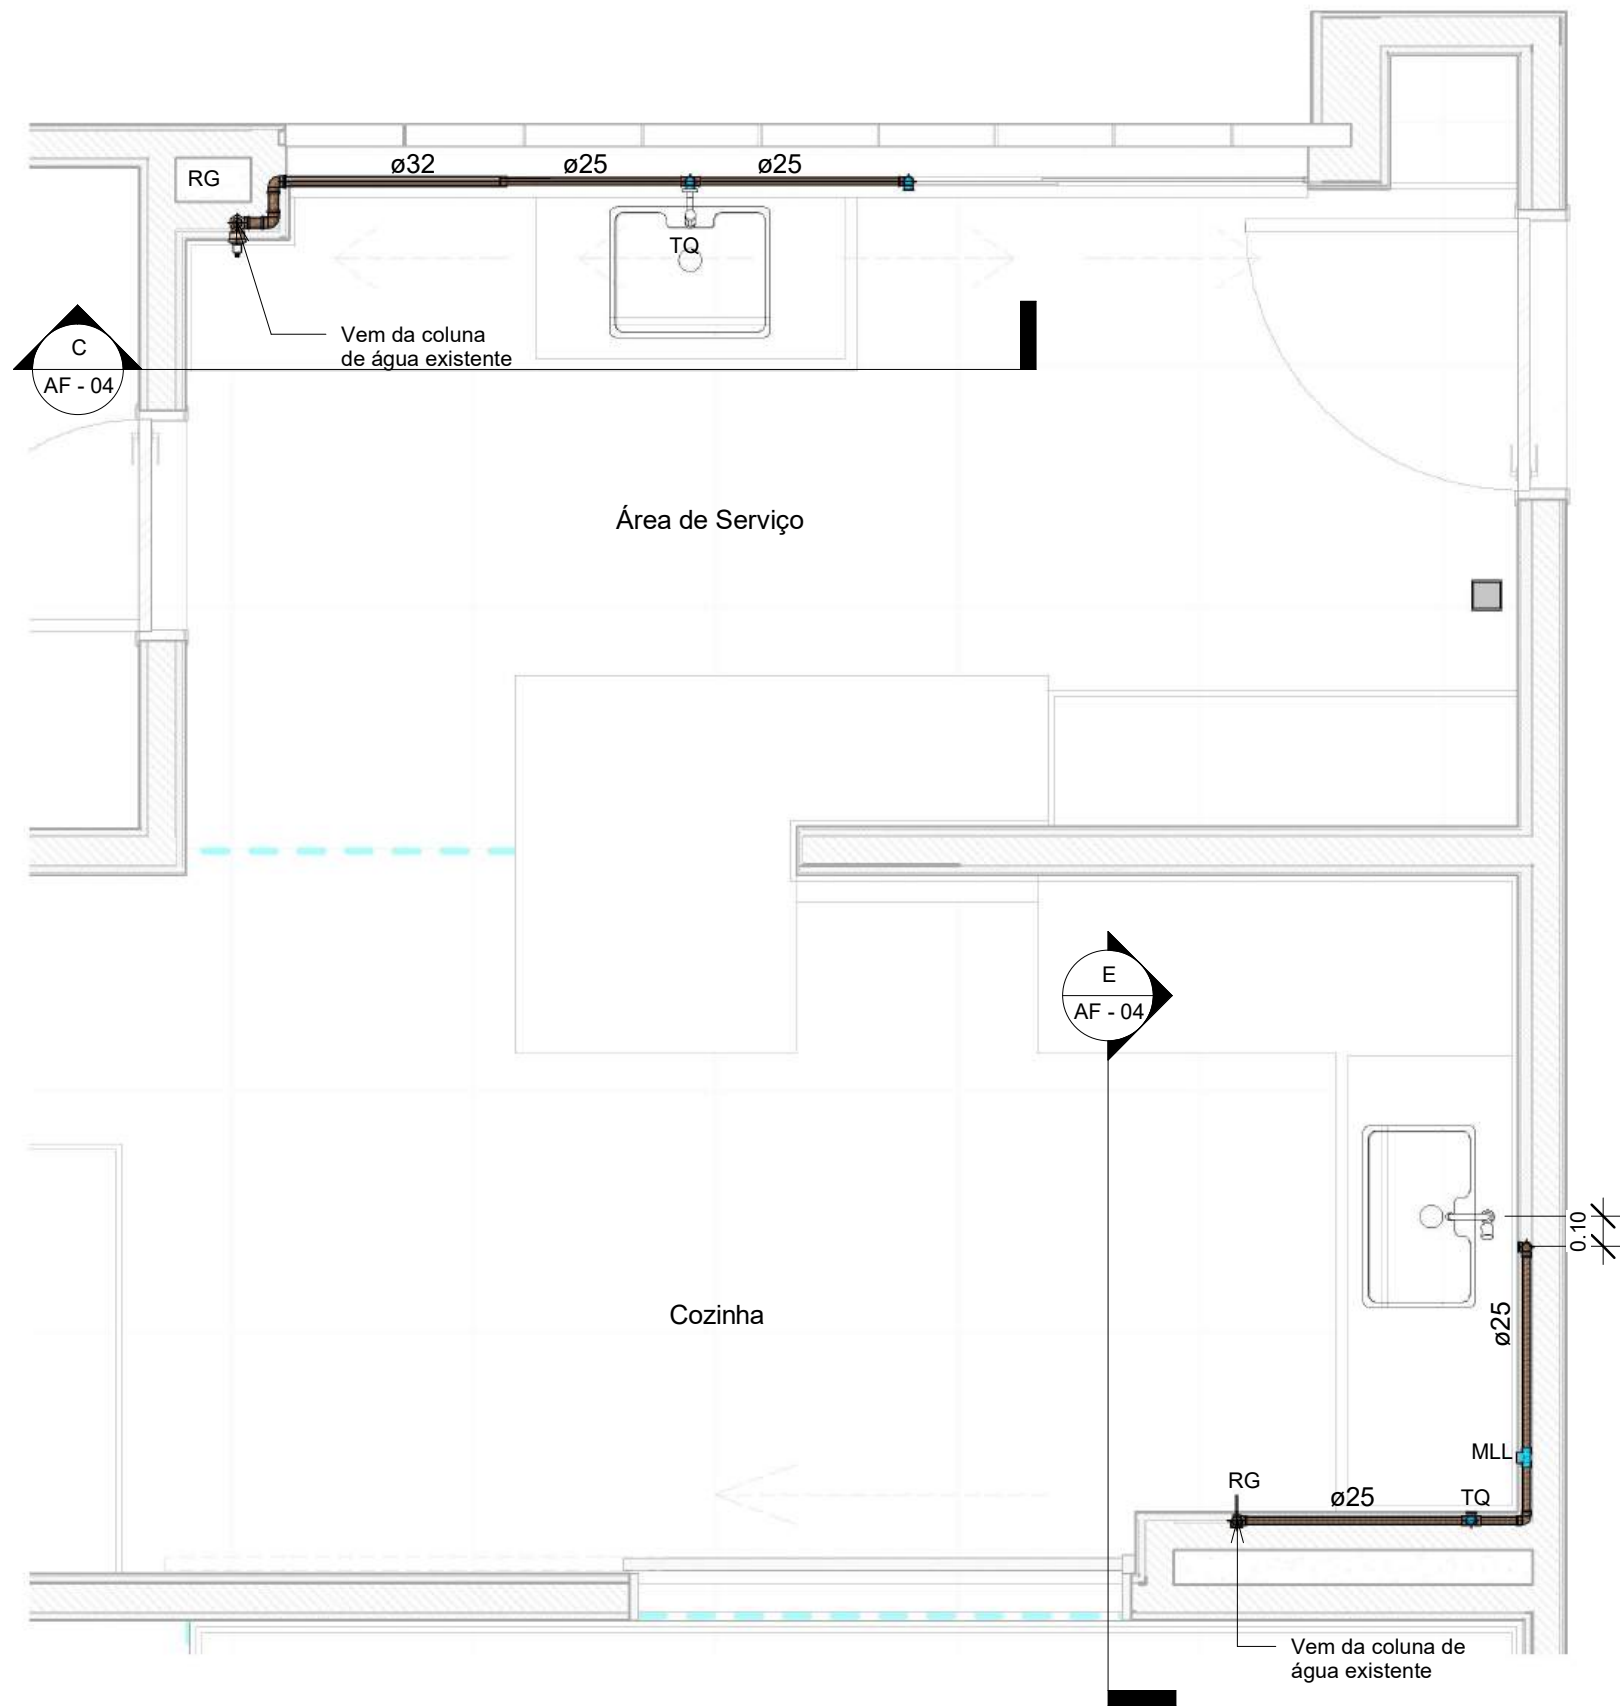 ø32
ø25
ø25
RG
TQ
Vem da coluna
de água existente
C
AF - 04
Área de Serviço
E
AF - 04
0.10
Cozinha
ø25
MLL
RG
ø25
TQ
Vem da coluna de
água existente